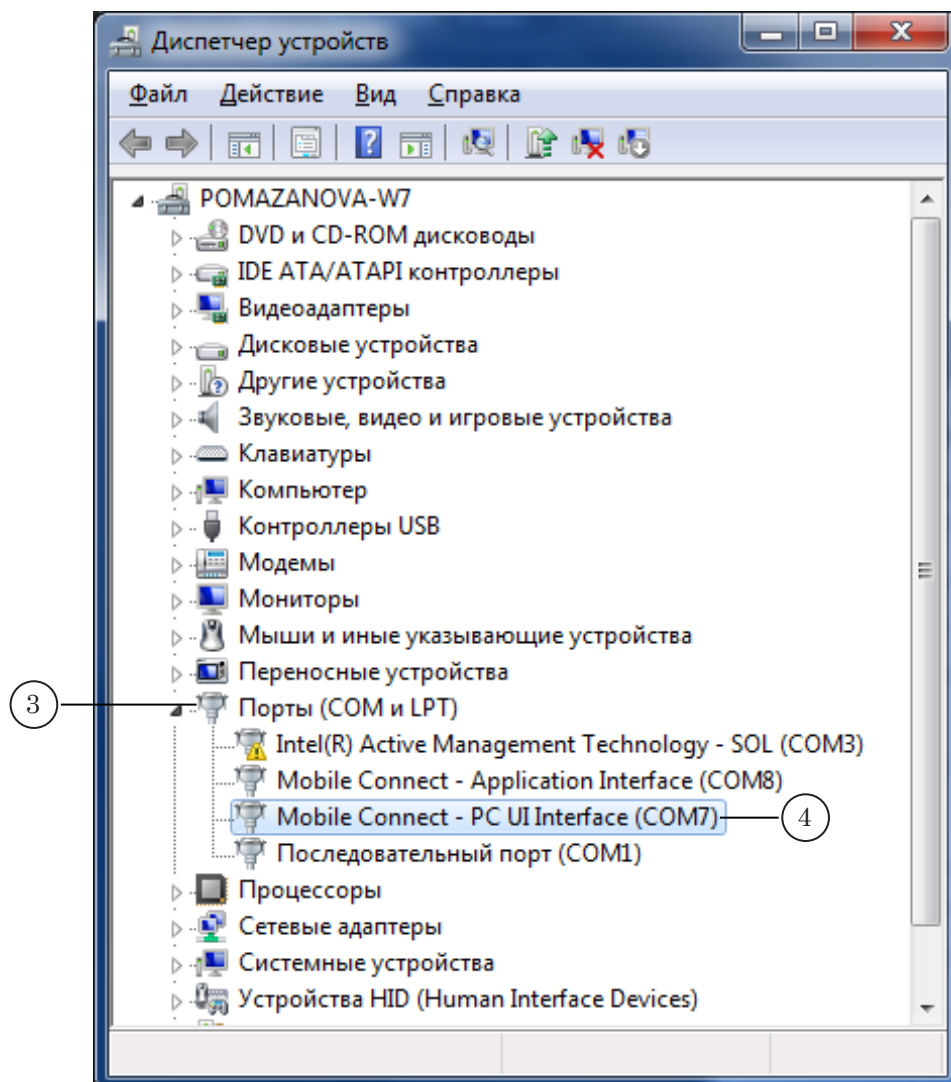 Диспетчер устройств
Файл Действие Вид Справка
POMAZANOVA-W7
DVD и CD-ROM дисководы
IDE ATA/ATAPI контроллеры
Видеоадаптеры
Дисковые устройства
Другие устройства
Звуковые, видео и игровые устройства
Клавиатуры
Компьютер
Контроллеры USB
Модемы
Мониторы
Мыши и иные указывающие устройства
Переносные устройства
3 Порты (COM и LPT)
Intel(R) Active Management Technology - SOL (COM3)
Mobile Connect - Application Interface (COM8)
Mobile Connect - PC UI Interface (COM7) 4
Последовательный порт (COM1)
Процессоры
Сетевые адаптеры
Системные устройства
Устройства HID (Human Interface Devices)